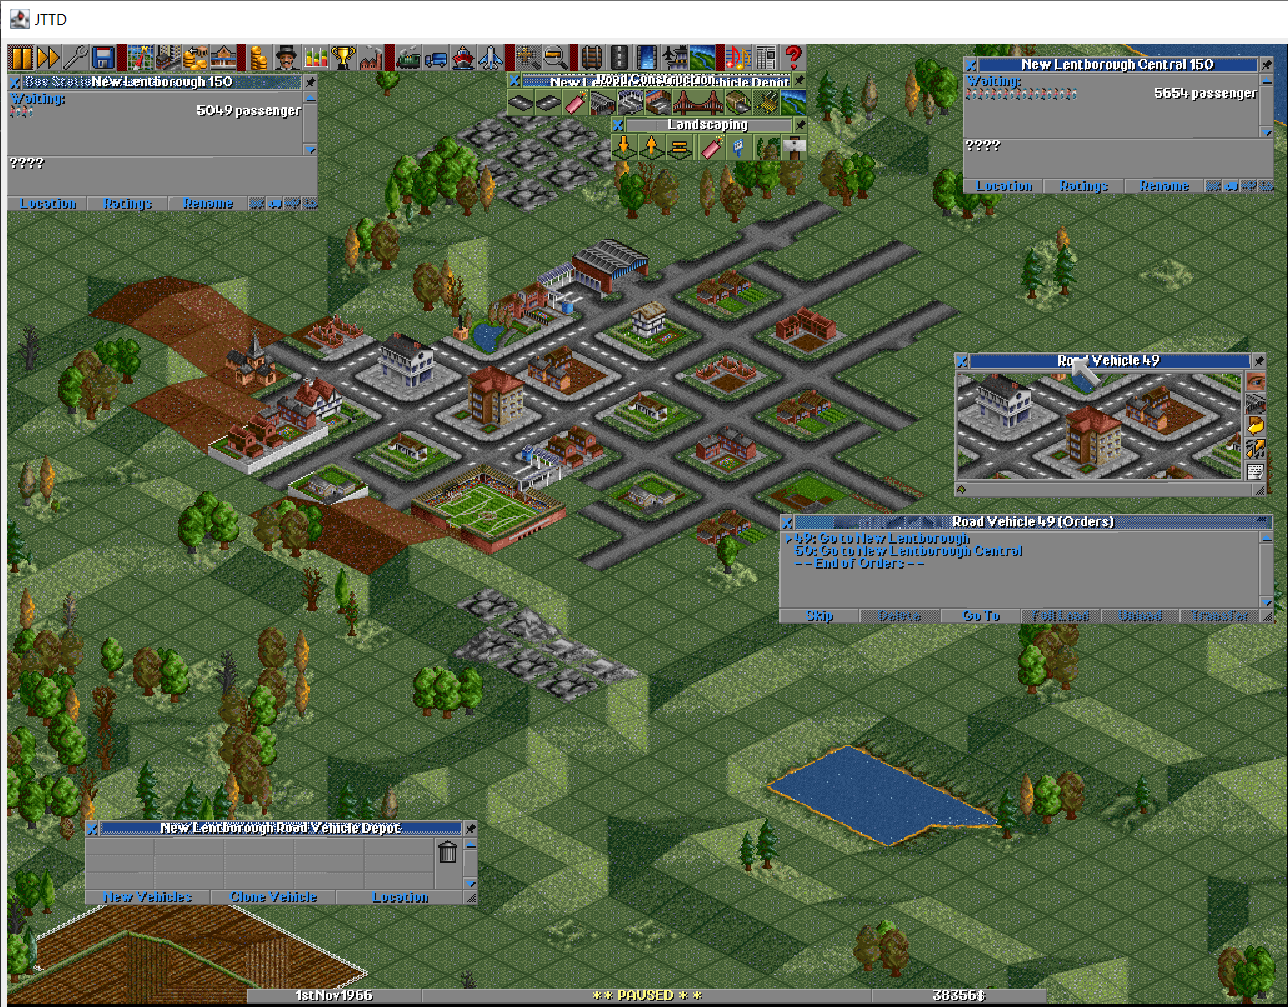 JTTD
New Lentborough 150
Waiting:
5049 passenger
????
Location Ratings Rename
Road Construction
Landscaping
New Lentborough Central 150
Waiting:
5654 passenger
????
Location Ratings Rename
Road Vehicle 49
Road Vehicle 49 (Orders)
49: Go to New Lentborough
50: Go to New Lentborough Central
- - End of Orders - -
Skip Delete Go To Full Load Unload Transfer
New Lentborough Road Vehicle Depot
New Vehicles Clone Vehicle Location
1st Nov 1966 * * PAUSED * * 38356$